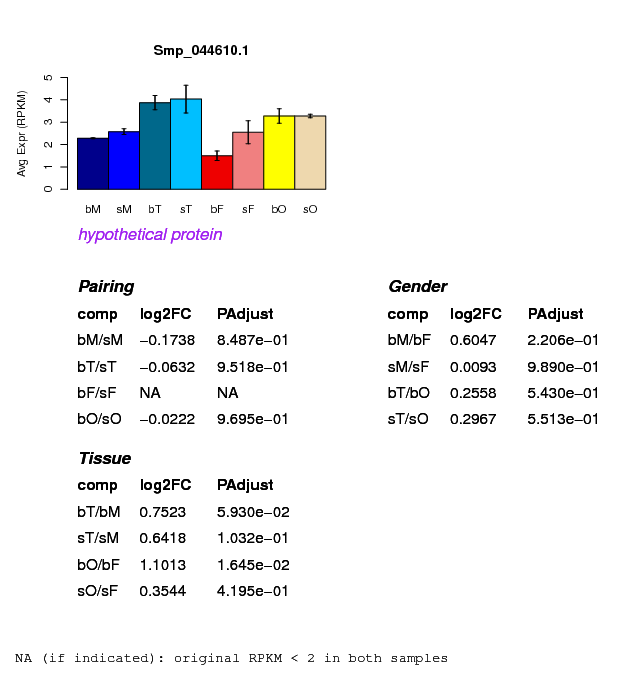 Smp_044610.1
Avg Expr (RPKM)
5
4
3
2
1
0
bM sM bT sT bF sF bO sO
hypothetical protein
Pairing
comp log2FC PAdjust
bM/sM −0.1738 8.487e−01
bT/sT −0.0632 9.518e−01
bF/sF NA NA
bO/sO −0.0222 9.695e−01
Gender
comp log2FC PAdjust
bM/bF 0.6047 2.206e−01
sM/sF 0.0093 9.890e−01
bT/bO 0.2558 5.430e−01
sT/sO 0.2967 5.513e−01
Tissue
comp log2FC PAdjust
bT/bM 0.7523 5.930e−02
sT/sM 0.6418 1.032e−01
bO/bF 1.1013 1.645e−02
sO/sF 0.3544 4.195e−01
NA (if indicated): original RPKM < 2 in both samples